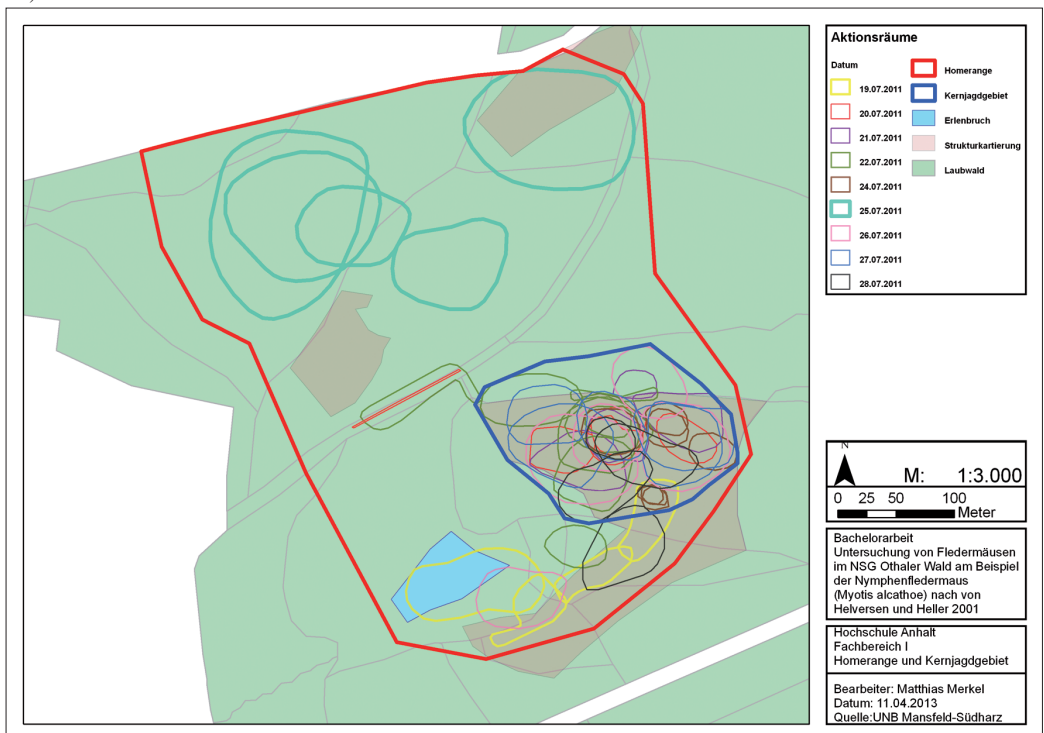 Aktionsräume
Datum
19.07.2011
20.07.2011
21.07.2011
22.07.2011
24.07.2011
25.07.2011
26.07.2011
27.07.2011
28.07.2011
Homerange
Kernjagdgebiet
Erlenbruch
Strukturkartierung
Laubwald
N
M: 1:3.000
0 25 50 100
Meter
Bachelorarbeit
Untersuchung von Fledermäusen
im NSG Othaler Wald am Beispiel
der Nymphenfledermaus
(Myotis alcathoe) nach von
Helversen und Heller 2001
Hochschule Anhalt
Fachbereich I
Homerange und Kernjagdgebiet
Bearbeiter: Matthias Merkel
Datum: 11.04.2013
Quelle:UNB Mansfeld-Südharz